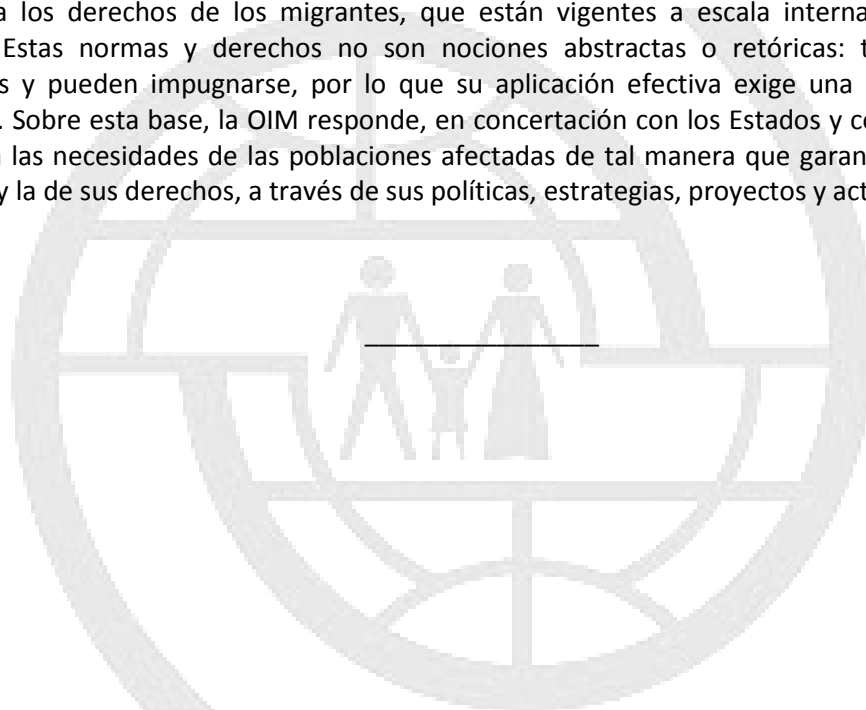 a los derechos de los migrantes, que están vigentes a escala interna
Estas normas y derechos no son nociones abstractas o retóricas: t
s y pueden impugnarse, por lo que su aplicación efectiva exige una
. Sobre esta base, la OIM responde, en concertación con los Estados y c
a las necesidades de las poblaciones afectadas de tal manera que garan
y la de sus derechos, a través de sus políticas, estrategias, proyectos y act